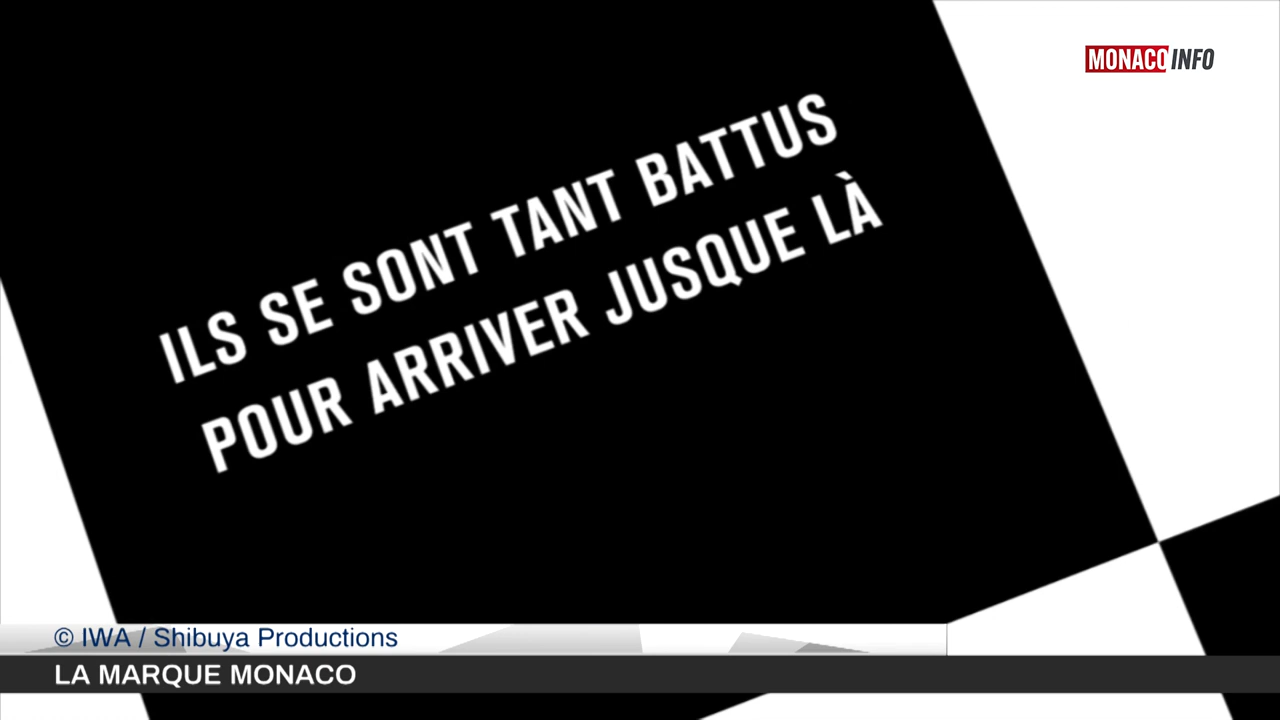 MONACO INFO
ILS SE SONT TANT BATTUS
POUR ARRIVER JUSQUE LÀ
© IWA / Shibuya Productions
LA MARQUE MONACO